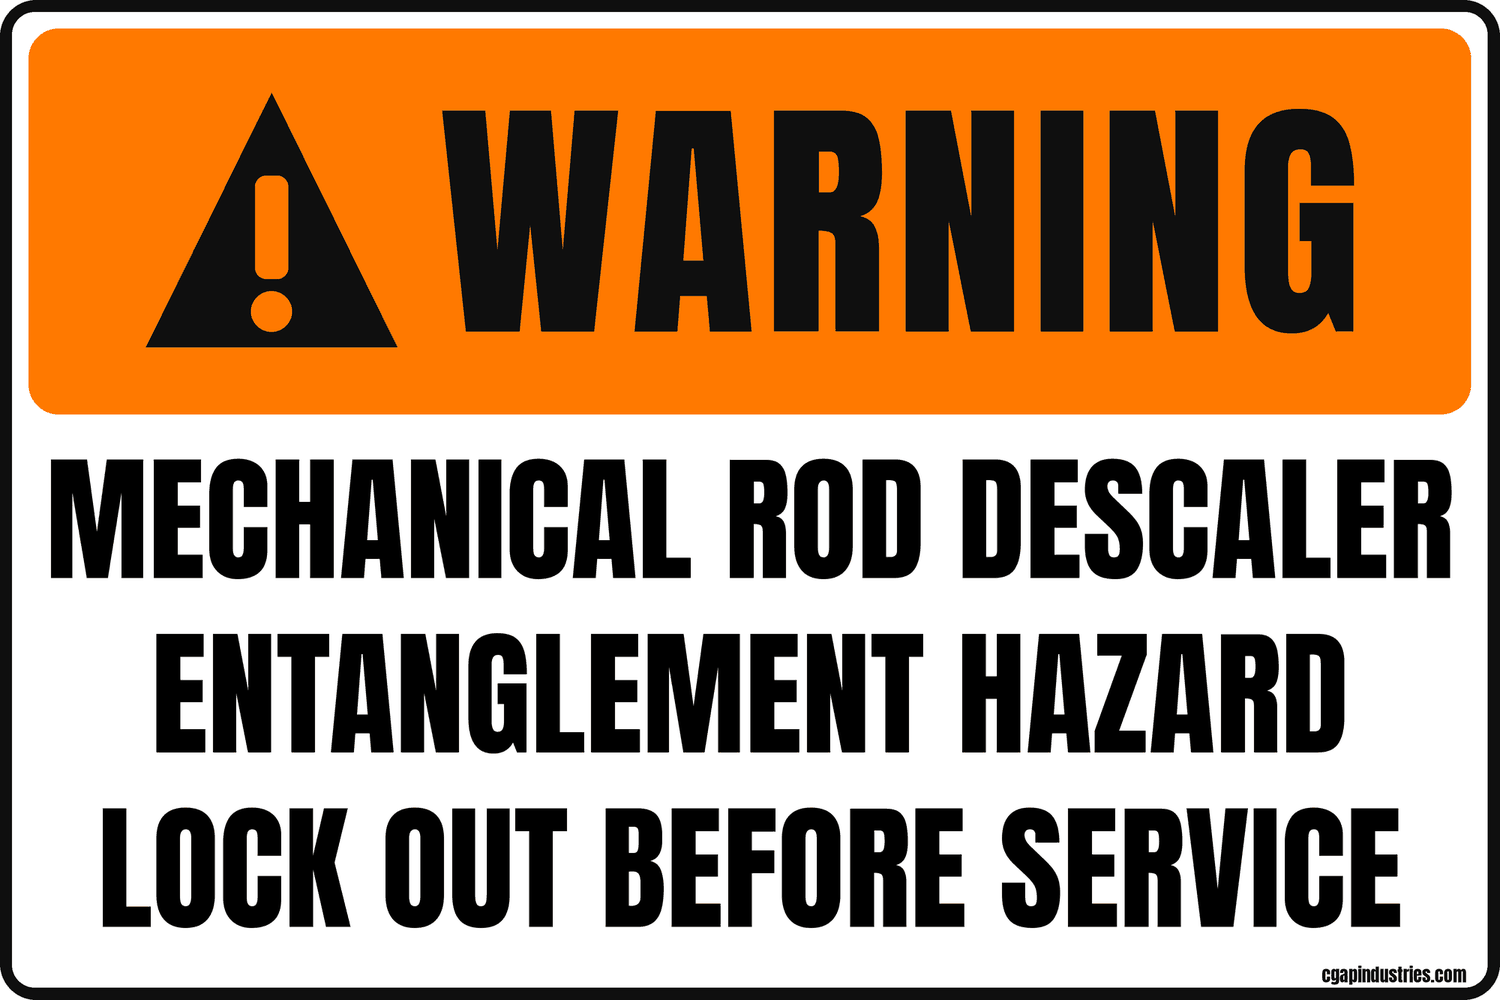 WARNING
MECHANICAL ROD DESCALER
ENTANGLEMENT HAZARD
LOCK OUT BEFORE SERVICE
cgapindustries.com